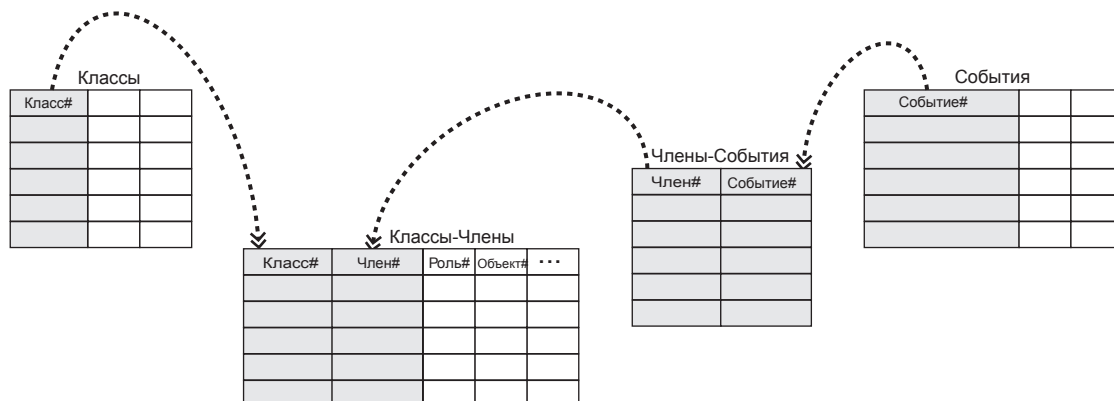 Классы
Класс#
События
Событие#
Члены-События
Член# Событие#
Классы-Члены
Класс# Член# Роль# Объект# ...